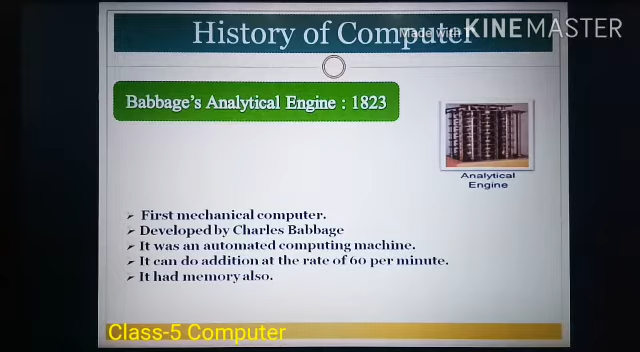 History of Computer
Made with KINEMASTER
Babbage's Analytical Engine : 1823
Analytical
Engine
➢ First mechanical computer.
➢ Developed by Charles Babbage
➢ It was an automated computing machine.
➢ It can do addition at the rate of 60 per minute.
➢ It had memory also.
Class-5 Computer